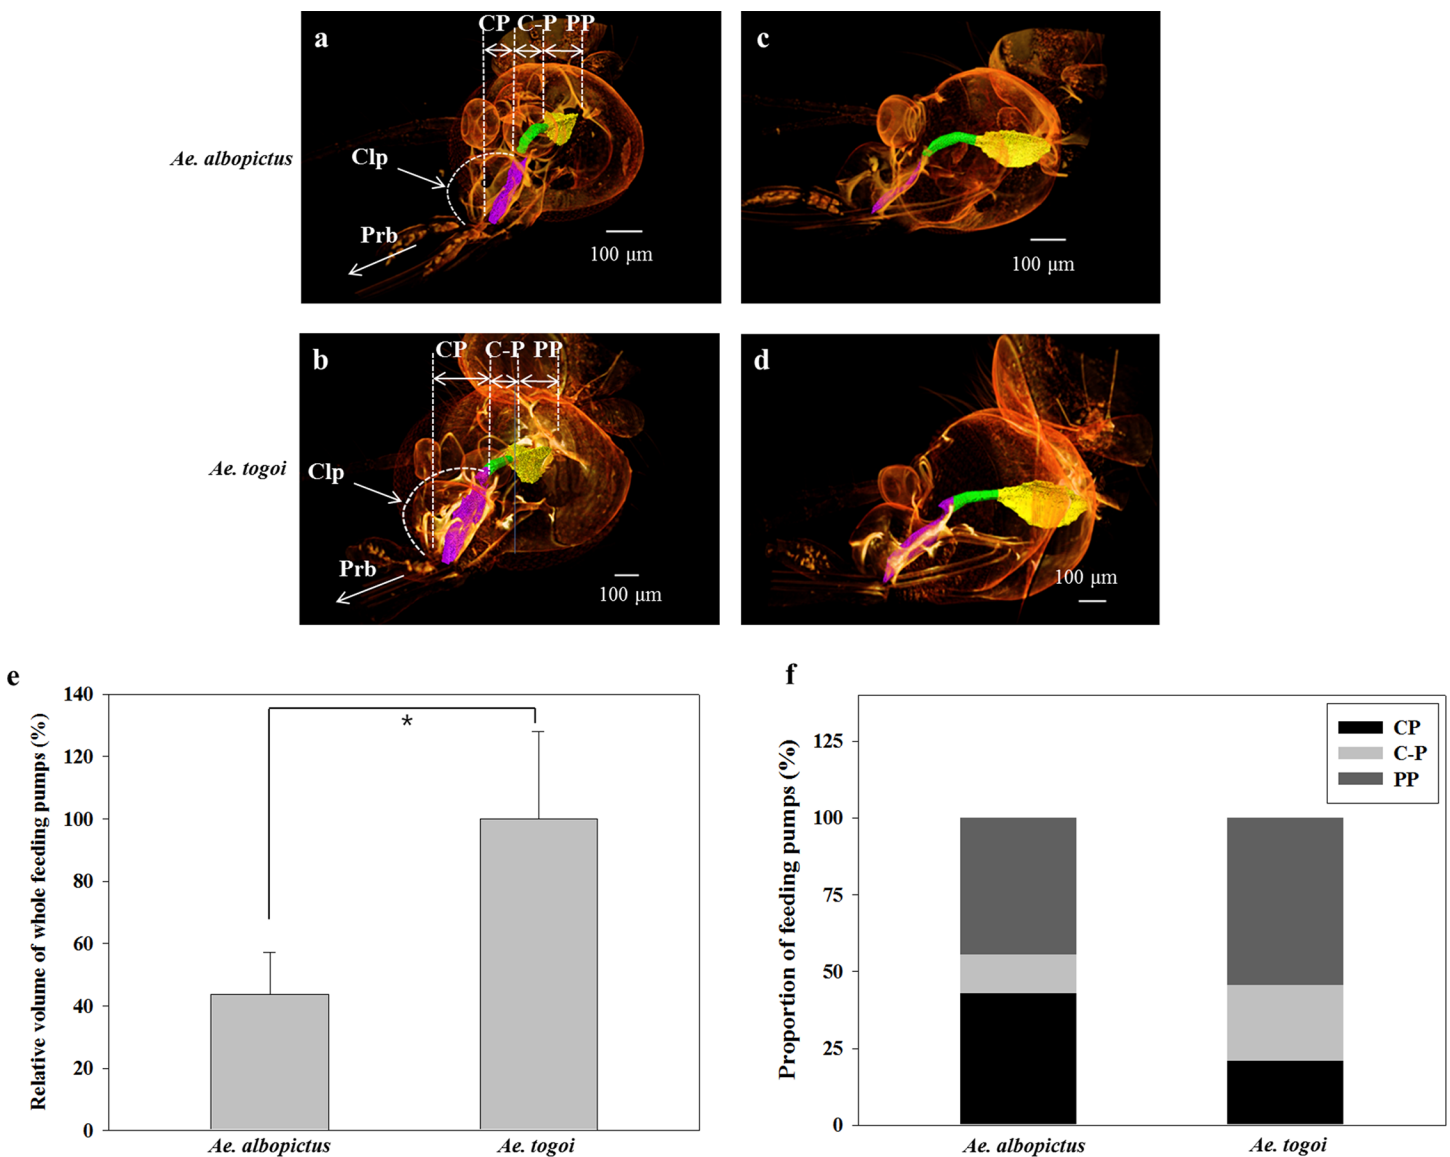 a
CP C-P PP
Clp
Prb
100 μm
c
100 μm
Ae. albopictus
b
CP C-P PP
Clp
Prb
100 μm
d
100 μm
Ae. togoi
e
Relative volume of whole feeding pumps (%)
140
120
100
80
60
40
20
0
*
Ae. albopictus
Ae. togoi
f
Proportion of feeding pumps (%)
125
100
75
50
25
0
CP
C-P
PP
Ae. albopictus
Ae. togoi